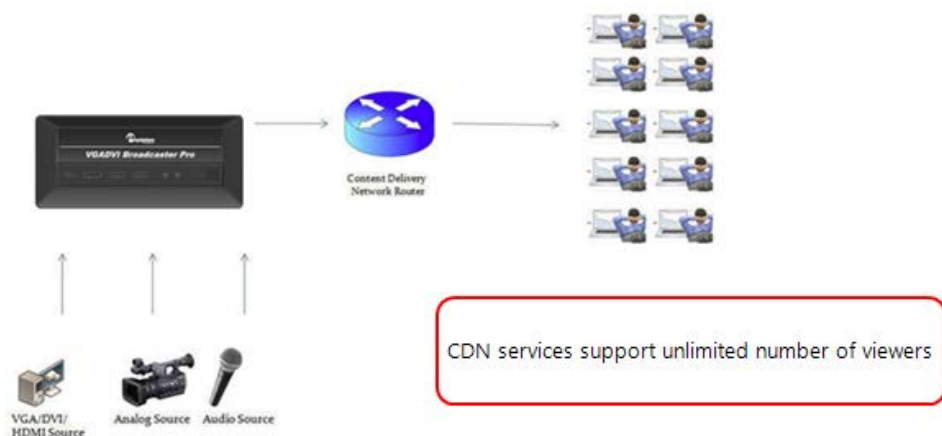 VGADVI Broadcaster Pro
Content Delivery
Network Router
CDN services support unlimited number of viewers
VGA/DVI/
HDMI Source
Analog Source
Audio Source